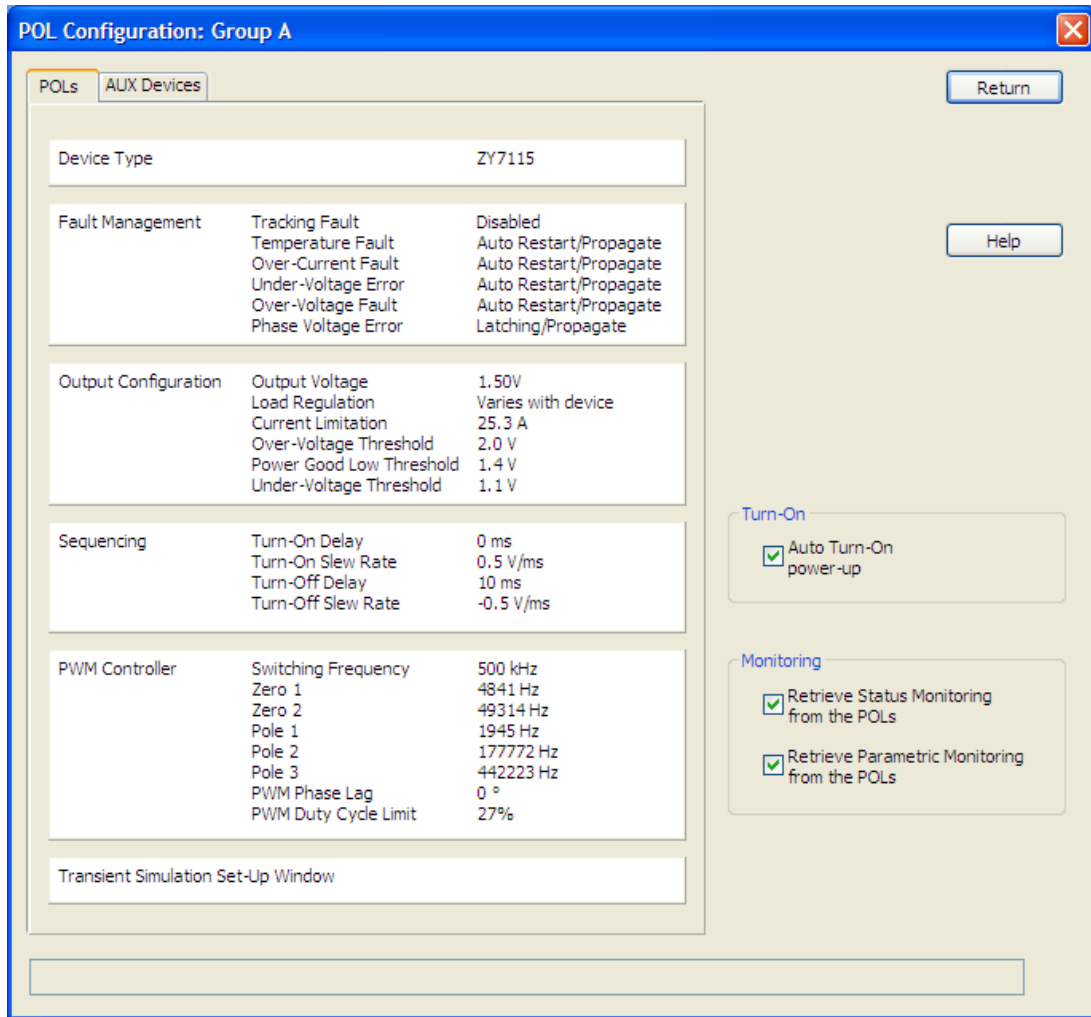 POL Configuration: Group A
POLs AUX Devices
Return
Device Type ZY7115
Fault Management Tracking Fault Disabled
Temperature Fault Auto Restart/Propagate
Over-Current Fault Auto Restart/Propagate
Under-Voltage Error Auto Restart/Propagate
Over-Voltage Fault Auto Restart/Propagate
Phase Voltage Error Latching/Propagate
Help
Output Configuration Output Voltage 1.50V
Load Regulation Varies with device
Current Limitation 25.3 A
Over-Voltage Threshold 2.0 V
Power Good Low Threshold 1.4 V
Under-Voltage Threshold 1.1 V
Sequencing Turn-On Delay 0 ms
Turn-On Slew Rate 0.5 V/ms
Turn-Off Delay 10 ms
Turn-Off Slew Rate -0.5 V/ms
Turn-On
Auto Turn-On
power-up
PWM Controller Switching Frequency 500 kHz
Zero 1 4841 Hz
Zero 2 49314 Hz
Pole 1 1945 Hz
Pole 2 177772 Hz
Pole 3 442223 Hz
PWM Phase Lag 0 °
PWM Duty Cycle Limit 27%
Monitoring
Retrieve Status Monitoring
from the POLs
Retrieve Parametric Monitoring
from the POLs
Transient Simulation Set-Up Window